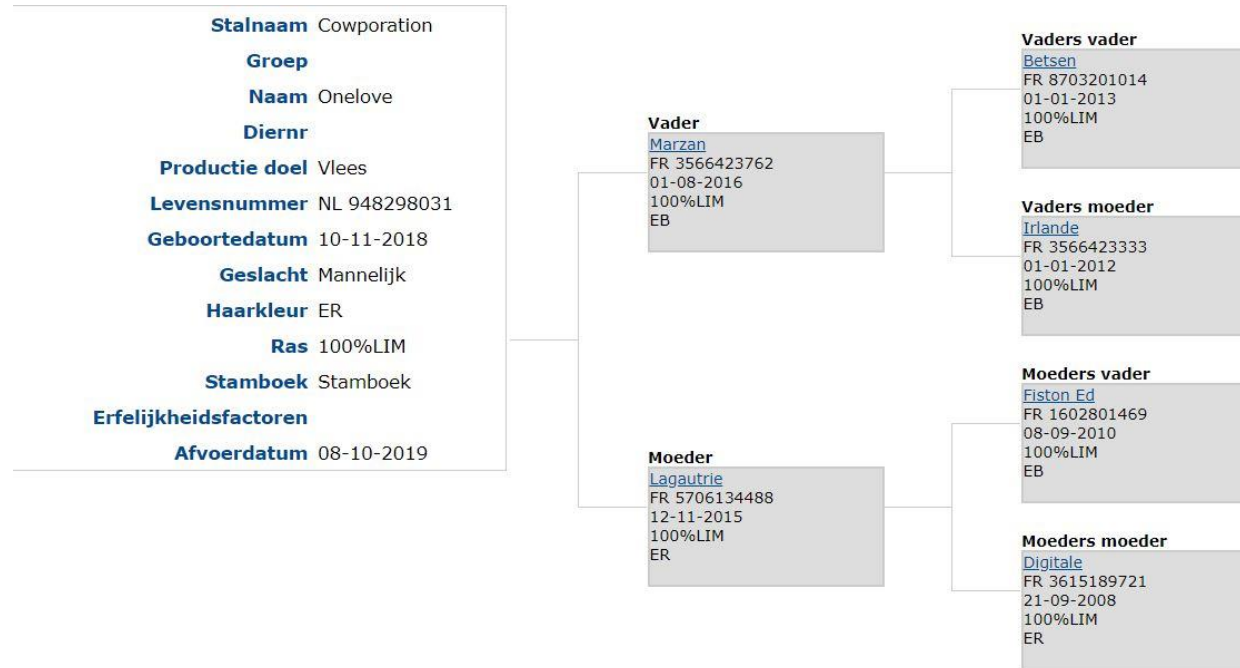 Stalnaam Cowporation
Groep
Naam Onelove
Diernr
Productie doel Vlees
Levensnummer NL 948298031
Geboortedatum 10-11-2018
Geslacht Mannelijk
Haarkleur ER
Ras 100%LIM
Stamboek Stamboek
Erfelijkheidsfactoren
Afvoerdatum 08-10-2019
Vader
Marzan
FR 3566423762
01-08-2016
100%LIM
EB
Moeder
Lagautrie
FR 5706134488
12-11-2015
100%LIM
ER
Vaders vader
Betsen
FR 8703201014
01-01-2013
100%LIM
EB
Vaders moeder
Irlande
FR 3566423333
01-01-2012
100%LIM
EB
Moeders vader
Fiston Ed
FR 1602801469
08-09-2010
100%LIM
EB
Moeders moeder
Digitale
FR 3615189721
21-09-2008
100%LIM
ER